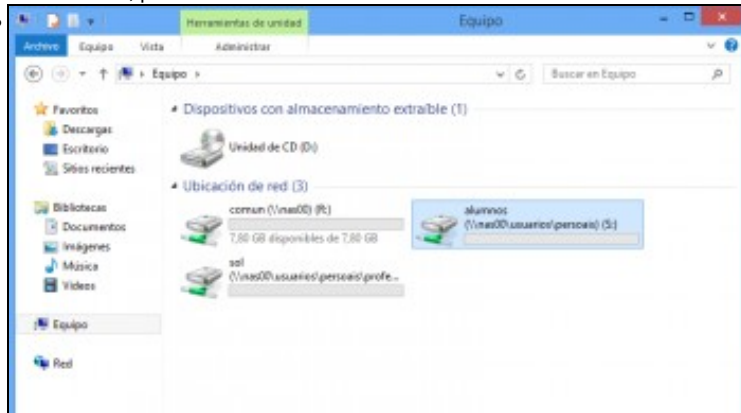 Herramientas de unidad
Equipo
Archivo Equipo Vista Administrar
Equipo
Buscar en Equipo
Favoritos
Descargas
Escritorio
Sitios recientes
Bibliotecas
Documentos
Imágenes
Música
Vídeos
Equipo
Red
Dispositivos con almacenamiento extraíble (1)
Unidad de CD (D:)
Ubicación de red (3)
comun (\\nas00) (R:)
7,80 GB disponibles de 7,80 GB
alumnos
(\\nas00\usuarios\persoais) (S:)
sol
(\\nas00\usuarios\persoais\profe...